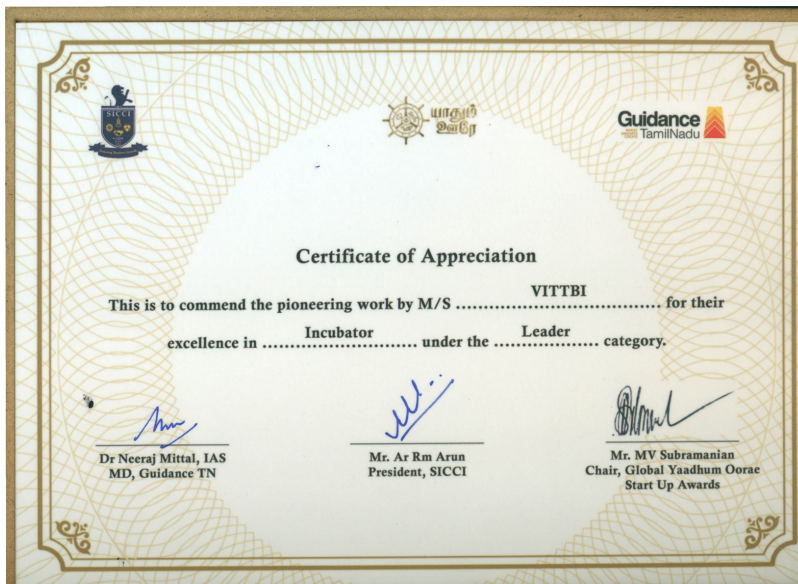 SICCI
யாதும்
ஊரே
Guidance
TamilNadu
Certificate of Appreciation
This is to commend the pioneering work by M/S ........VITTBI........ for their
excellence in ........Incubator........ under the ........Leader........ category.
Dr Neeraj Mittal, IAS
MD, Guidance TN
Mr. Ar Rm Arun
President, SICCI
Mr. MV Subramanian
Chair, Global Yaadhum Oorae
Start Up Awards